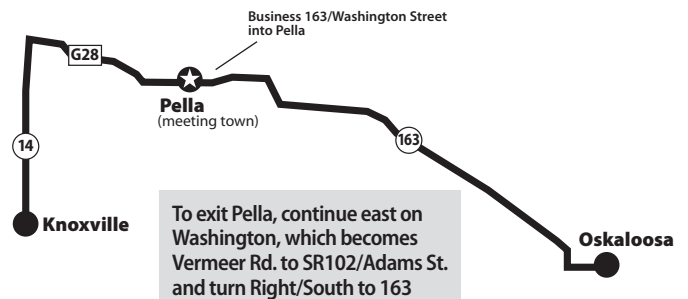 Business 163/Washington Street
into Pella
G28
Pella
(meeting town)
14
163
Knoxville
To exit Pella, continue east on
Washington, which becomes
Vermeer Rd. to SR102/Adams St.
and turn Right/South to 163
Oskaloosa